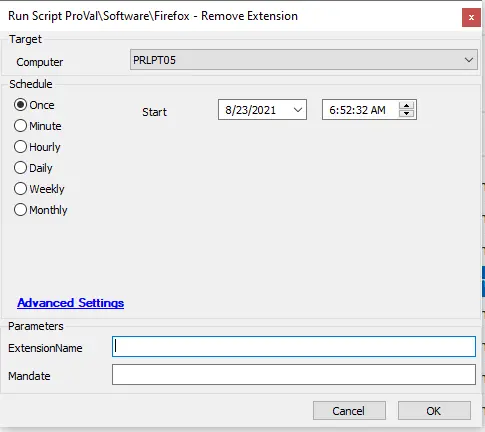 Run Script ProVal\Software\Firefox - Remove Extension
x
Target
Computer
PRLPT05
Schedule
Once
Start
8/23/2021
6:52:32 AM
Minute
Hourly
Daily
Weekly
Monthly
Advanced Settings
Parameters
ExtensionName
Mandate
Cancel
OK